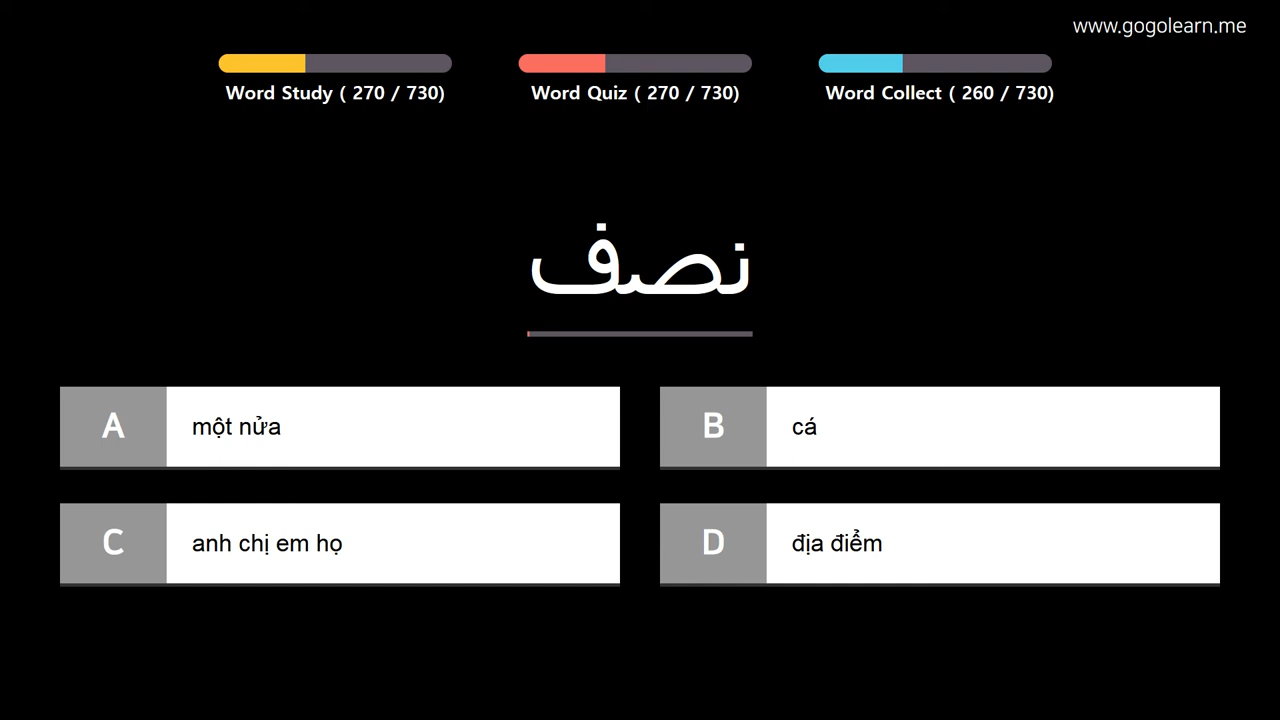 www.gogolearn.me
Word Study ( 270 / 730)
Word Quiz ( 270 / 730)
Word Collect ( 260 / 730)
نصف
A
một nửa
B
cá
C
anh chị em họ
D
địa điểm